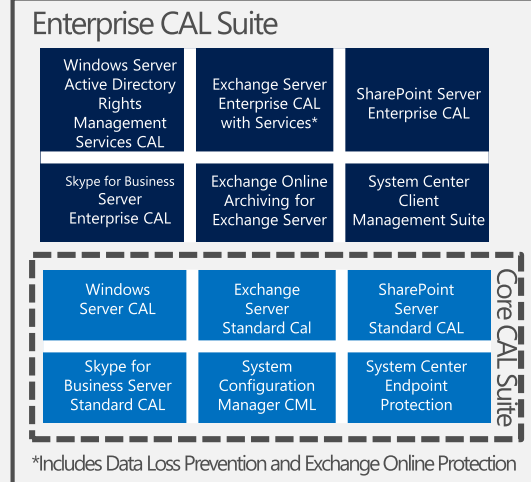 Enterprise CAL Suite
Windows Server
Active Directory
Rights
Management
Services CAL
Exchange Server
Enterprise CAL
with Services*
SharePoint Server
Enterprise CAL
Skype for Business
Server
Enterprise CAL
Exchange Online
Archiving for
Exchange Server
System Center
Client
Management Suite
Windows
Server CAL
Exchange
Server
Standard Cal
SharePoint
Server
Standard CAL
Skype for
Business Server
Standard CAL
System
Configuration
Manager CML
System Center
Endpoint
Protection
Core CAL Suite
*Includes Data Loss Prevention and Exchange Online Protection